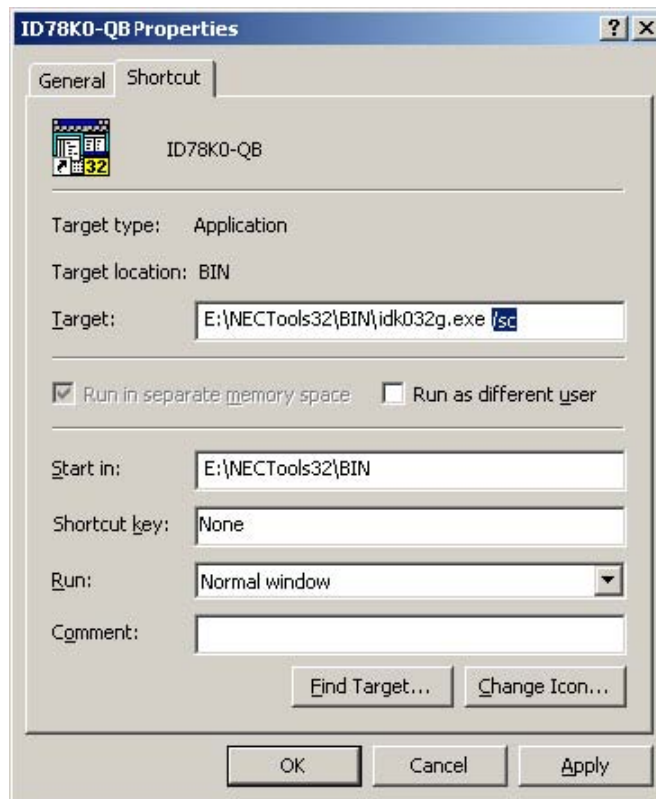 ID78K0-QB Properties
General Shortcut
32
ID78K0-QB
Target type: Application
Target location: BIN
Target: E:\NECTools32\BIN\idk032g.exe /sc
Run in separate memory space Run as different user
Start in: E:\NECTools32\BIN
Shortcut key: None
Run: Normal window
Comment:
Find Target... Change Icon...
OK Cancel Apply